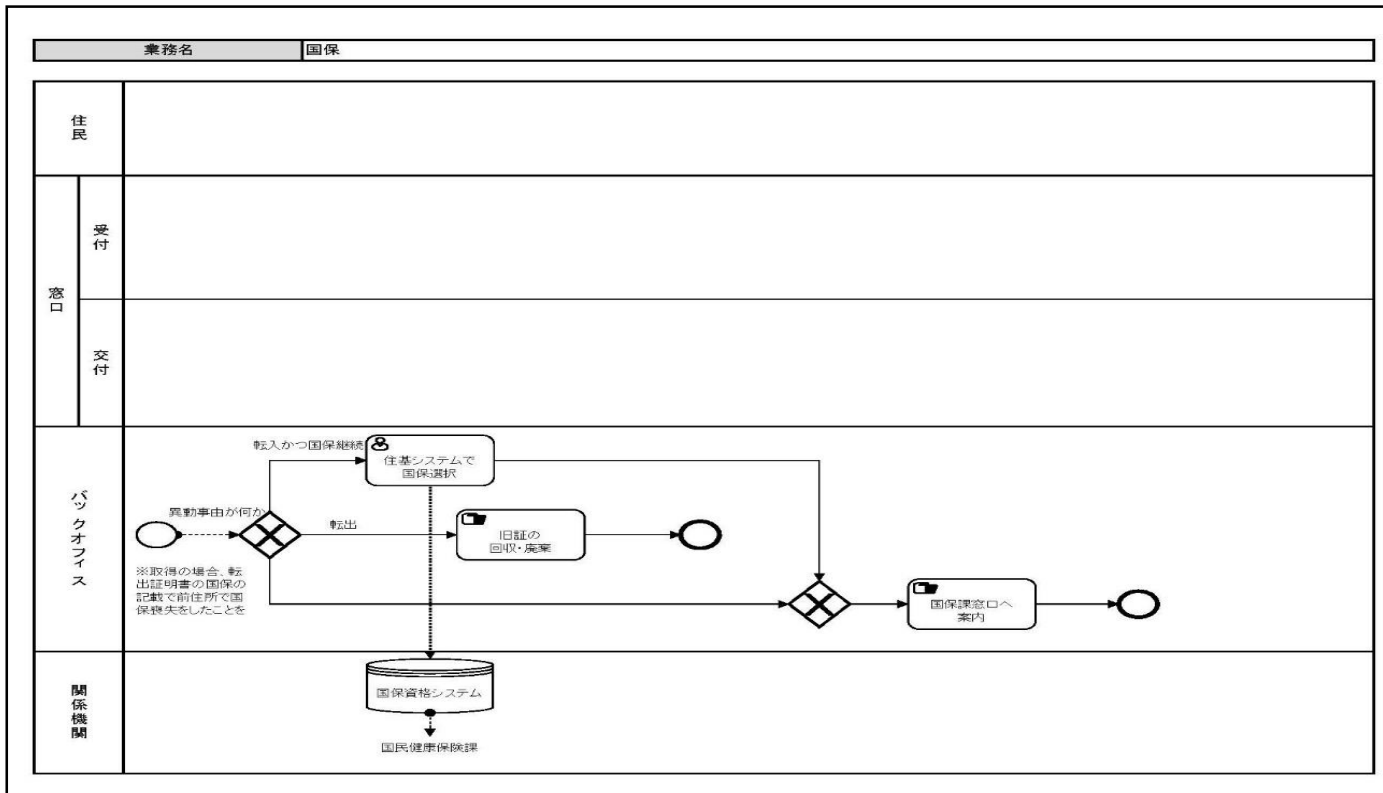 業務名
国保
住民
窓口
受付
交付
バックオフィス
転入かつ国保継続
住基システムで
国保選択
異動事由が何か
転出
旧証の
回収・廃棄
※取得の場合、転
出証明書の国保の
記載で前住所で国
保喪失をしたことを
国保課窓口へ
案内
関係機関
国保資格システム
国民健康保険課